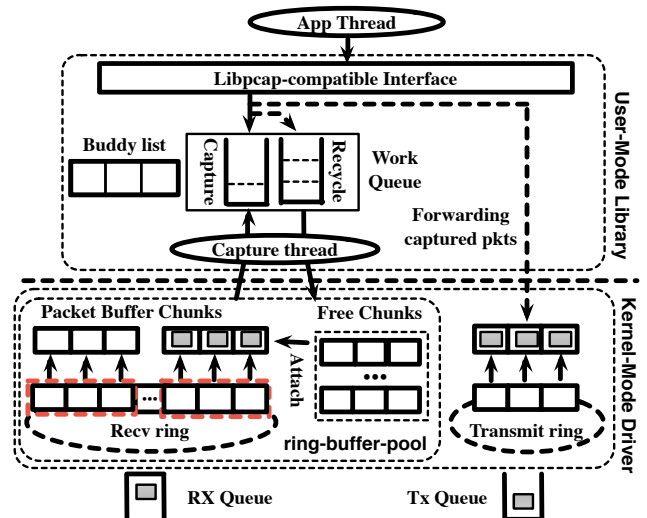 App Thread
Libpcap-compatible Interface
User-Mode Library
Buddy list
Capture
Recycle
Work
Queue
Forwarding
captured pkts
Capture thread
Kernel-Mode Driver
Packet Buffer Chunks
Free Chunks
Attach
...
...
Recv ring
ring-buffer-pool
Transmit ring
RX Queue
Tx Queue